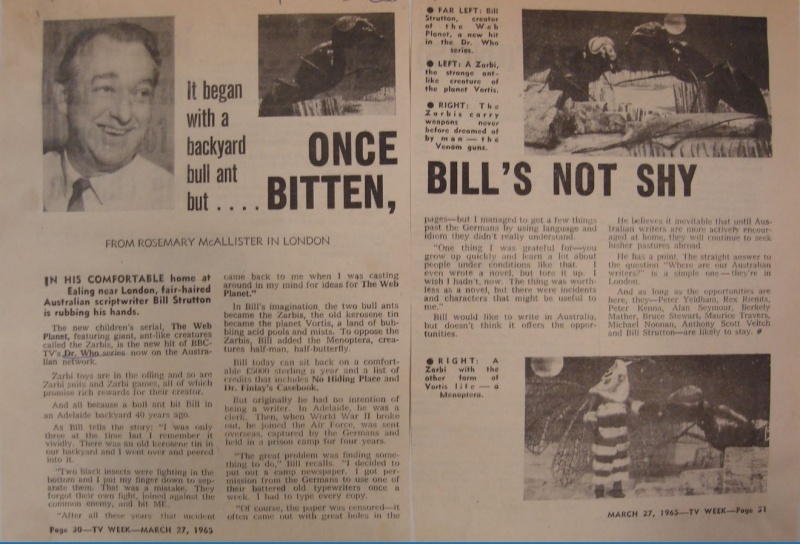 It began
with a
backyard
bull ant
but . . . .
ONCE
BITTEN,
FROM ROSEMARY McALLISTER IN LONDON
IN HIS COMFORTABLE home at
Ealing near London, fair-haired
Australian scriptwriter Bill Strutton
is rubbing his hands.
The new children's serial, The Web
Planet, featuring giant, ant-like creatures
called the Zarbis, is the new hit of BBC-
TV's Dr. Who series now on the Austra-
lian network.
Zarbi toys are in the offing and so are
Zarbi suits and Zarbi games, all of which
promise rich rewards for their creator.
And all because a bull ant bit Bill in
an Adelaide backyard 40 years ago.
As Bill tells the story: "I was only
three at the time but I remember it
vividly. There was an old kerosene tin in
our backyard and I went over and peered
into it.
"Two black insects were fighting in the
bottom and I put my finger down to sep-
arate them. That was a mistake. They
forgot their own fight, joined against the
common enemy, and bit ME.
"After all these years that incident
Page 30—TV WEEK—MARCH 27, 1965
came back to me when I was casting
around in my mind for ideas for The Web
Planet."
In Bill's imagination, the two bull ants
became the Zarbis, the old kerosene tin
became the planet Vortis, a land of bub-
bling acid pools and mists. To oppose the
Zarbis, Bill added the Menoptera, crea-
tures half-man, half-butterfly.
Bill today can sit back on a comfort-
able £5000 sterling a year and a list of
credits that includes No Hiding Place and
Dr. Finlay's Casebook.
But originally he had no intention of
being a writer. In Adelaide, he was a
clerk. Then, when World War II broke
out, he joined the Air Force, was sent
overseas, captured by the Germans and
held in a prison camp for four years.
"The great problem was finding some-
thing to do," Bill recalls. "I decided to
put out a camp newspaper. I got per-
mission from the Germans to use one of
their battered old typewriters once a
week. I had to type every copy.
"Of course, the paper was censored—it
often came out with great holes in the
● FAR LEFT: Bill
Strutton, creator
of the Web
Planet, a new hit
in the Dr. Who
series.
● LEFT: A Zarbi,
the strange ant-
like creature of
the planet Vortis.
● RIGHT: The
Zarbis carry
weapons never
before dreamed of
by man — the
Venom guns.
BILL'S NOT SHY
pages—but I managed to get a few things
past the Germans by using language and
idiom they didn't really understand.
"One thing I was grateful for—you
grow up quickly and learn a lot about
people under conditions like that. I
even wrote a novel, but tore it up. I
wish I hadn't, now. The thing was worth-
less as a novel, but there were incidents
and characters that might be useful to
me."
Bill would like to write in Australia,
but doesn't think it offers the oppor-
tunities.
● RIGHT: A
Zarbi with the
other form of
Vortis life — a
Menoptera.
He believes it inevitable that until Aus-
tralian writers are more actively encour-
aged at home, they will continue to seek
lusher pastures abroad.
He has a point. The straight answer to
the question "Where are our Australian
writers?" is a simple one—they're in
London.
And as long as the opportunities are
here, they—Peter Yeldham, Rex Rienits,
Peter Kenna, Alan Seymour, Berkely
Mather, Bruce Stewart, Maurice Travers,
Michael Noonan, Anthony Scott Veitch
and Bill Strutton—are likely to stay. #
MARCH 27, 1965—TV WEEK—Page 31